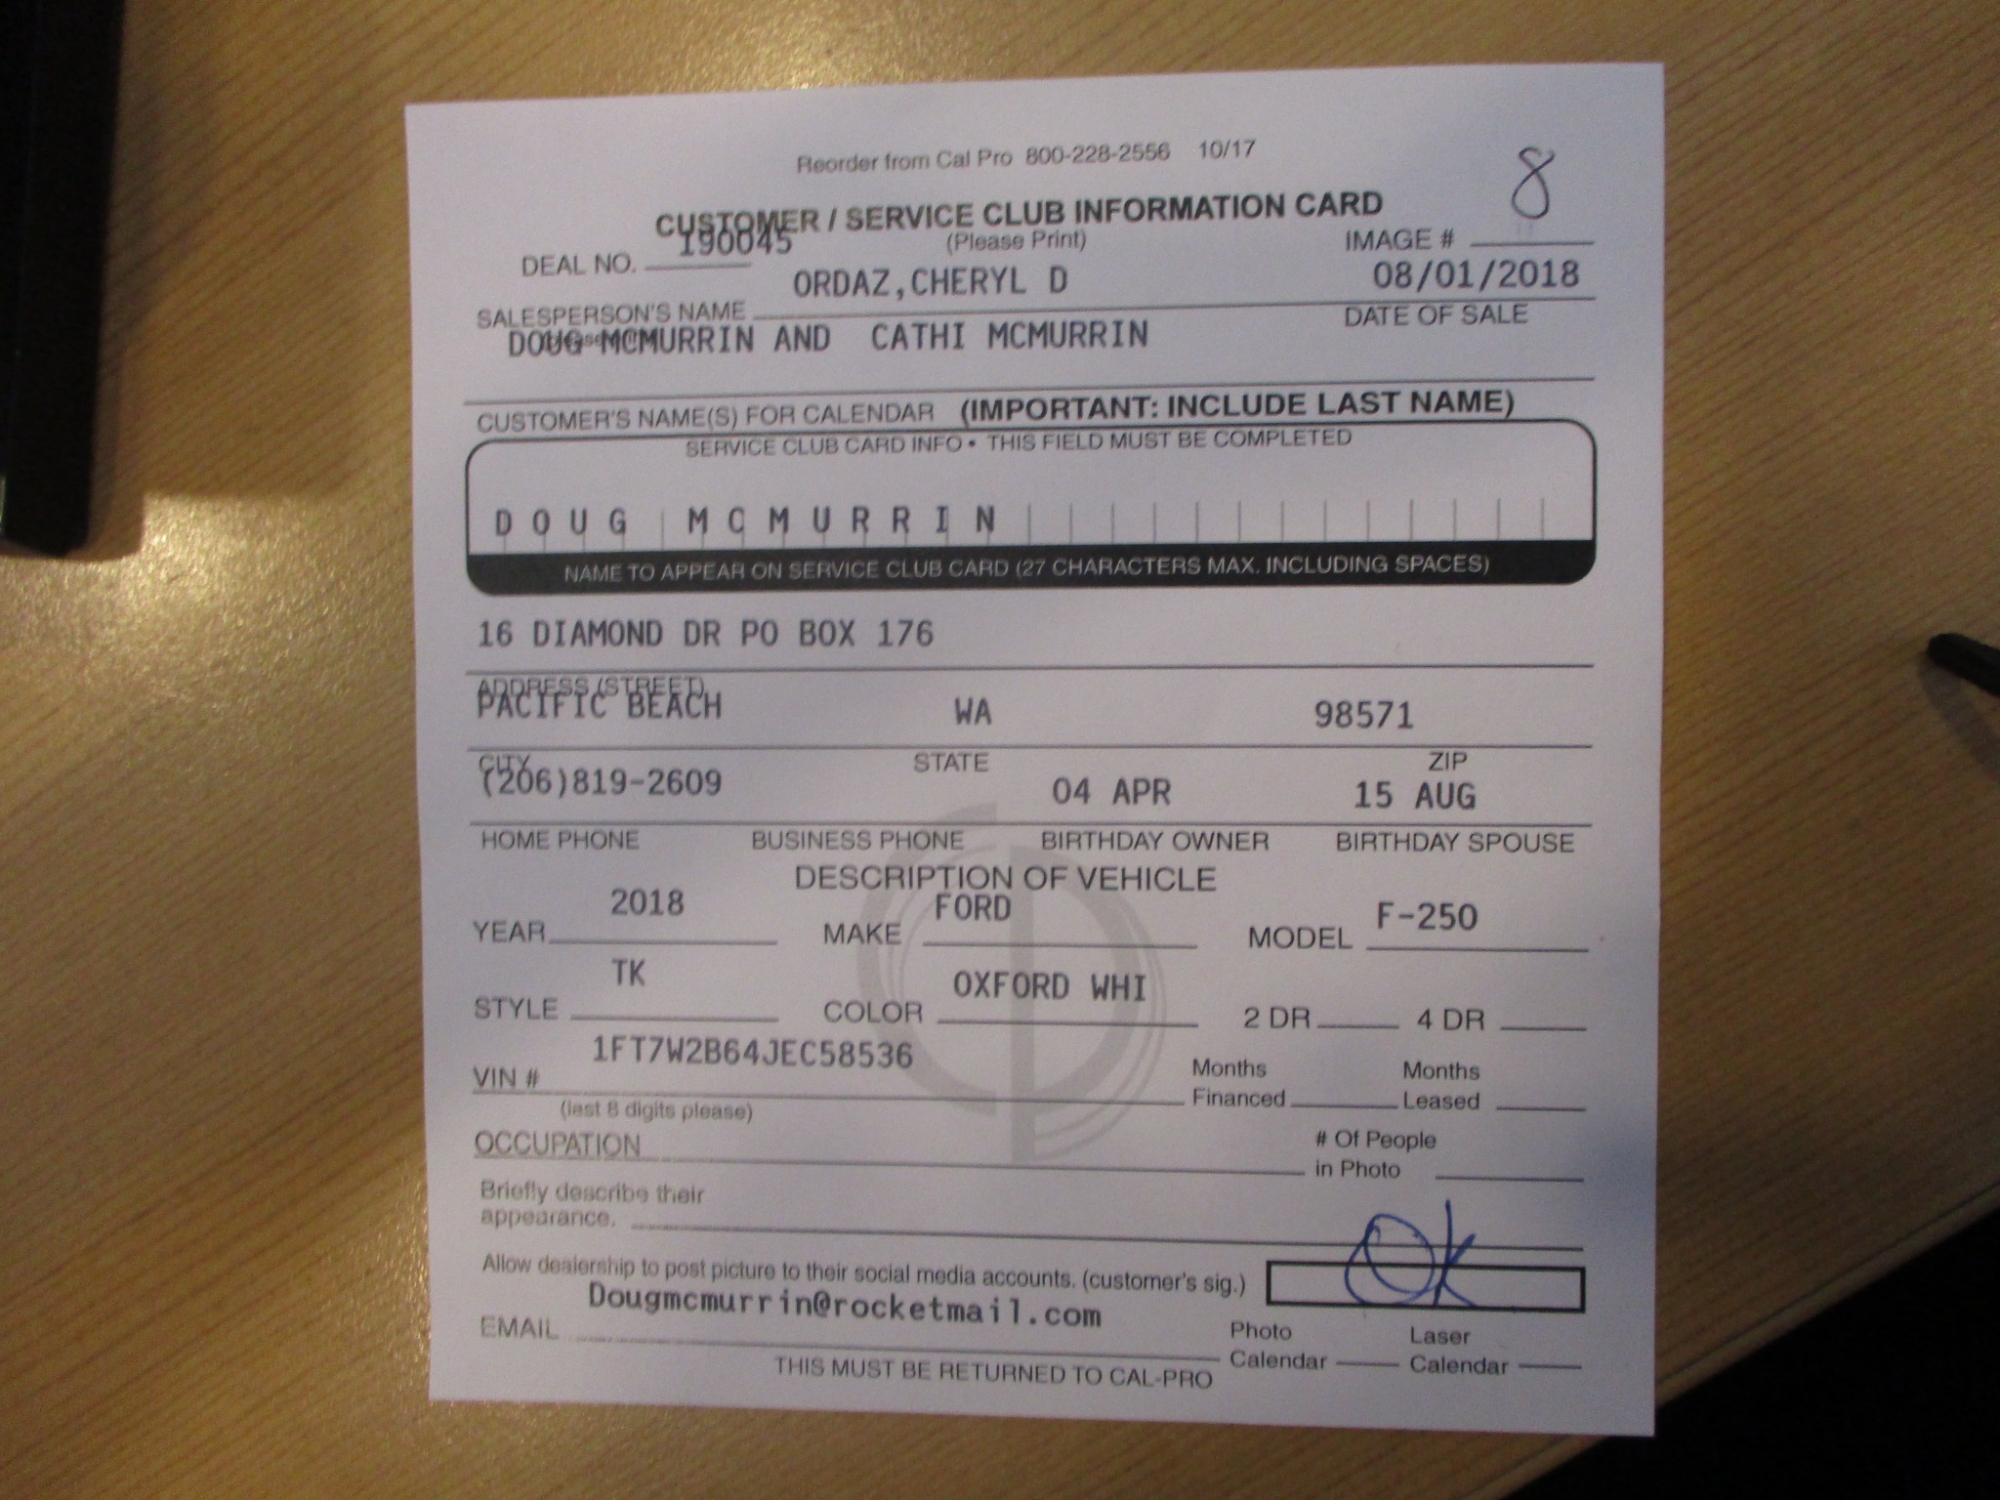 Reorder from Cal Pro 800-228-2556 10/17
8
CUSTOMER / SERVICE CLUB INFORMATION CARD
DEAL NO. 190045 (Please Print) IMAGE #
ORDAZ,CHERYL D 08/01/2018
SALESPERSON'S NAME DATE OF SALE
DOUG MCMURRIN AND CATHI MCMURRIN
CUSTOMER'S NAME(S) FOR CALENDAR (IMPORTANT: INCLUDE LAST NAME)
SERVICE CLUB CARD INFO • THIS FIELD MUST BE COMPLETED
DOUG MCMURRIN
NAME TO APPEAR ON SERVICE CLUB CARD (27 CHARACTERS MAX. INCLUDING SPACES)
16 DIAMOND DR PO BOX 176
ADDRESS (STREET)
PACIFIC BEACH WA 98571
CITY STATE ZIP
(206)819-2609 04 APR 15 AUG
HOME PHONE BUSINESS PHONE BIRTHDAY OWNER BIRTHDAY SPOUSE
DESCRIPTION OF VEHICLE
YEAR 2018 MAKE FORD MODEL F-250
STYLE TK COLOR OXFORD WHI 2 DR 4 DR
VIN # 1FT7W2B64JEC58536 Months Financed Months Leased
(last 8 digits please)
OCCUPATION # Of People in Photo
Briefly describe their
appearance.
Allow dealership to post picture to their social media accounts. (customer's sig.) OK
EMAIL Dougmcmurrin@rocketmail.com Photo Calendar Laser Calendar
THIS MUST BE RETURNED TO CAL-PRO